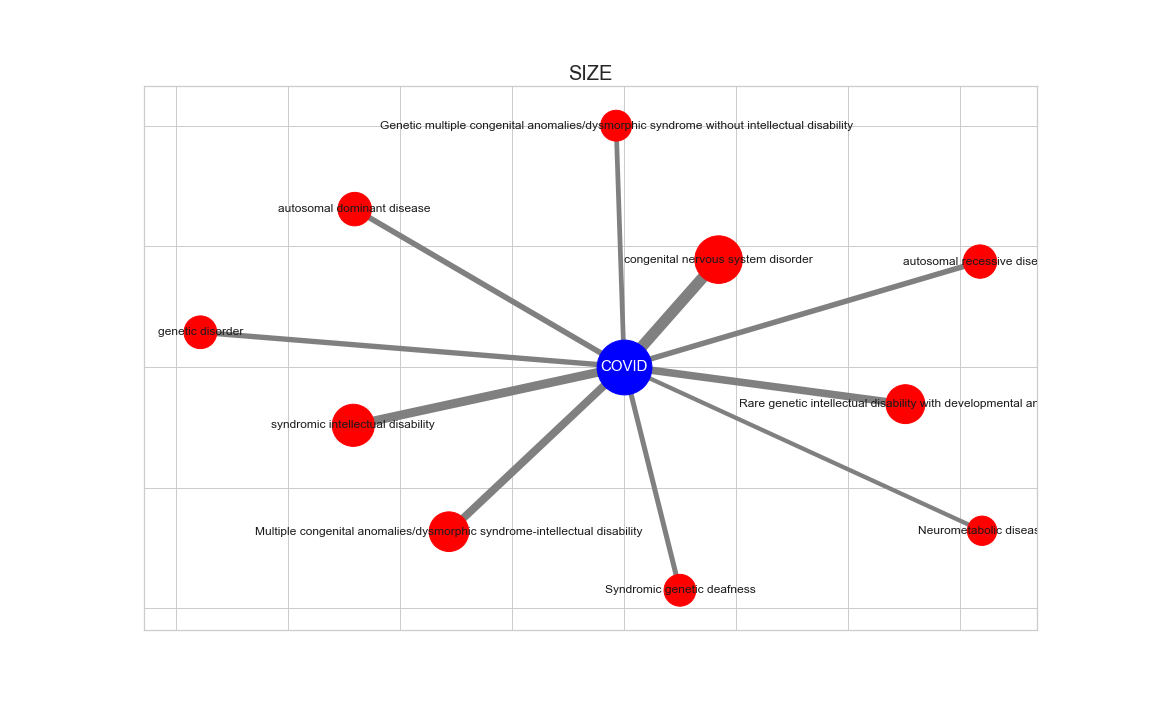 SIZE
Genetic multiple congenital anomalies/dysmorphic syndrome without intellectual disability
autosomal dominant disease
congenital nervous system disorder
autosomal recessive dise
genetic disorder
COVID
Rare genetic intellectual disability with developmental an
syndromic intellectual disability
Neurometabolic diseas
Multiple congenital anomalies/dysmorphic syndrome-intellectual disability
Syndromic genetic deafness